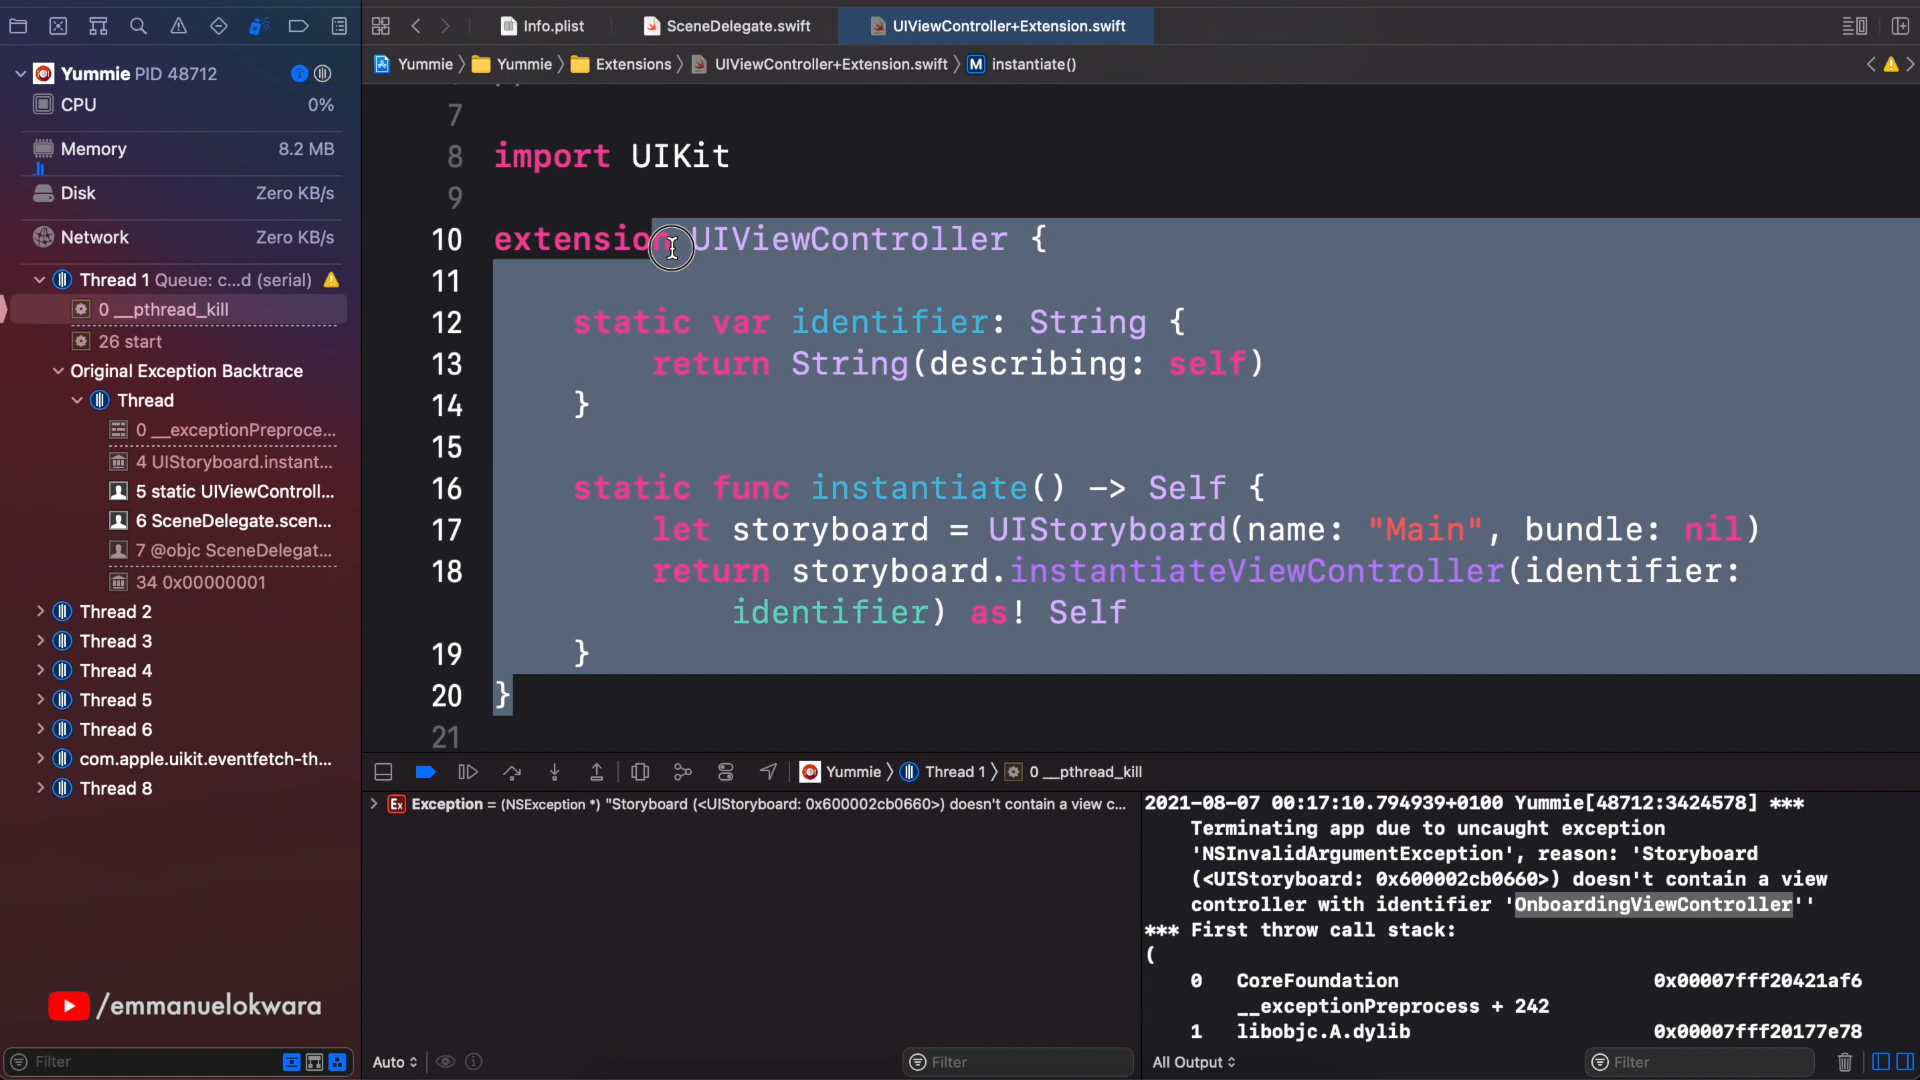 Info.plist
SceneDelegate.swift
UIViewController+Extension.swift
Yummie PID 48712
Yummie
Yummie
Extensions
UIViewController+Extension.swift
M instantiate()
CPU 0%
Memory 8.2 MB
Disk Zero KB/s
Network Zero KB/s
Thread 1 Queue: c...d (serial)
0 __pthread_kill
26 start
Original Exception Backtrace
Thread
0 __exceptionPreproce...
4 UIStoryboard.instant...
5 static UIViewControll...
6 SceneDelegate.scen...
7 @objc SceneDelegat...
34 0x00000001
Thread 2
Thread 3
Thread 4
Thread 5
Thread 6
com.apple.uikit.eventfetch-th...
Thread 8
/emmanuelokwara
Filter
7
8 import UIKit
9
10 extension UIViewController {
11
12 static var identifier: String {
13 return String(describing: self)
14 }
15
16 static func instantiate() -> Self {
17 let storyboard = UIStoryboard(name: "Main", bundle: nil)
18 return storyboard.instantiateViewController(identifier:
identifier) as! Self
19 }
20 }
21
Yummie
Thread 1
0 __pthread_kill
Ex Exception = (NSException *) "Storyboard (<UIStoryboard: 0x600002cb0660>) doesn't contain a view c...
2021-08-07 00:17:10.794939+0100 Yummie[48712:3424578] ***
Terminating app due to uncaught exception
'NSInvalidArgumentException', reason: 'Storyboard
(<UIStoryboard: 0x600002cb0660>) doesn't contain a view
controller with identifier 'OnboardingViewController''
*** First throw call stack:
(
0 CoreFoundation 0x00007fff20421af6
__exceptionPreprocess + 242
1 libobjc.A.dylib 0x00007fff20177e78
Auto
Filter
All Output
Filter